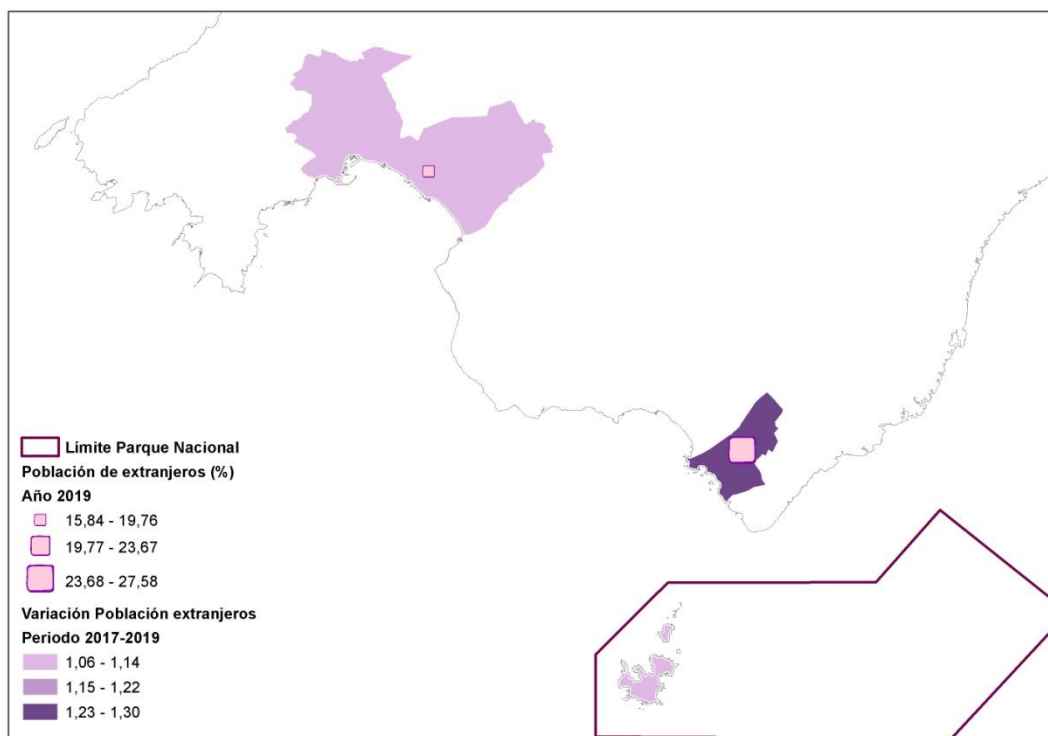 Límite Parque Nacional
Población de extranjeros (%)
Año 2019
15,84 - 19,76
19,77 - 23,67
23,68 - 27,58
Variación Población extranjeros
Periodo 2017-2019
1,06 - 1,14
1,15 - 1,22
1,23 - 1,30